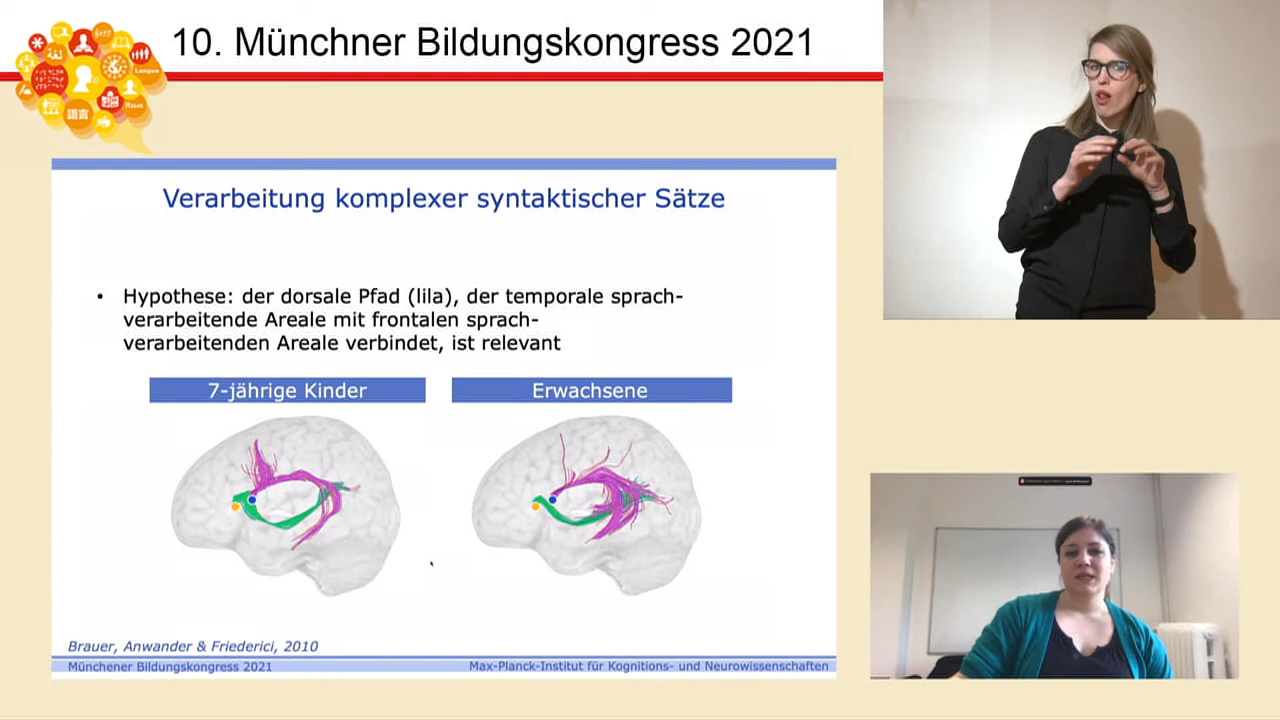 10. Münchner Bildungskongress 2021
語言
Verarbeitung komplexer syntaktischer Sätze
• Hypothese: der dorsale Pfad (lila), der temporale sprach-
verarbeitende Areale mit frontalen sprach-
verarbeitenden Areale verbindet, ist relevant
7-jährige Kinder
Erwachsene
Brauer, Anwander & Friederici, 2010
Münchener Bildungskongress 2021
Max-Planck-Institut für Kognitions- und Neurowissenschaften